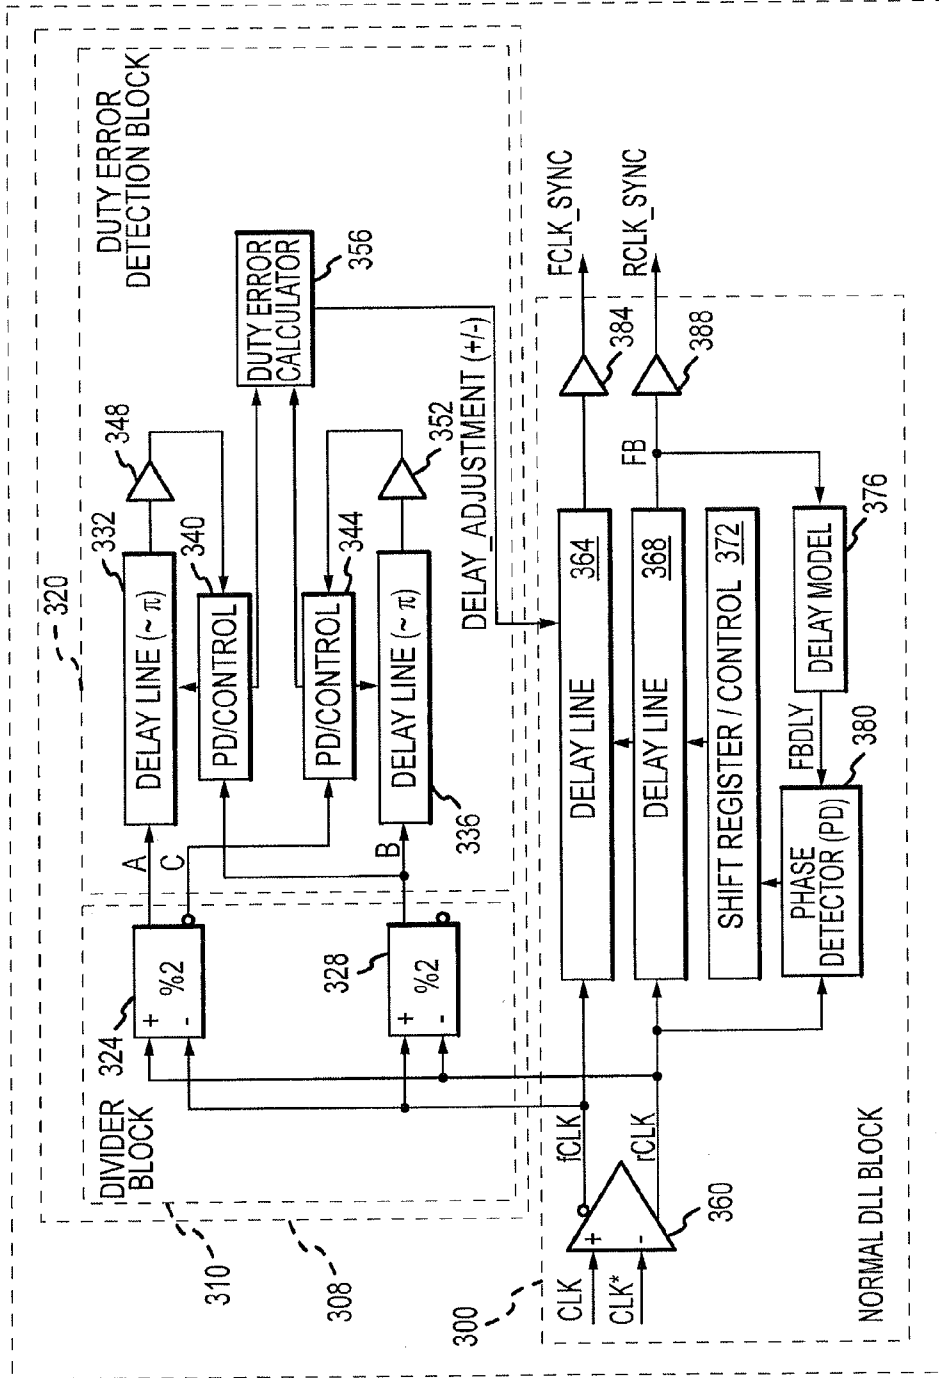 DUTY ERROR
DETECTION BLOCK
320
332
348
DELAY LINE (~ π)
340
PD/CONTROL
DUTY ERROR
CALCULATOR
356
344
PD/CONTROL
352
DELAY LINE (~ π)
336
A
C
B
DIVIDER
BLOCK
324
+
-
%2
328
+
-
%2
310
308
DELAY_ADJUSTMENT (+/-)
300
CLK
CLK*
+
-
360
fCLK
rCLK
DELAY LINE 364
DELAY LINE 368
SHIFT REGISTER / CONTROL 372
PHASE
DETECTOR (PD)
380
FBDLY
DELAY MODEL
376
FB
384
388
FCLK_SYNC
RCLK_SYNC
NORMAL DLL BLOCK